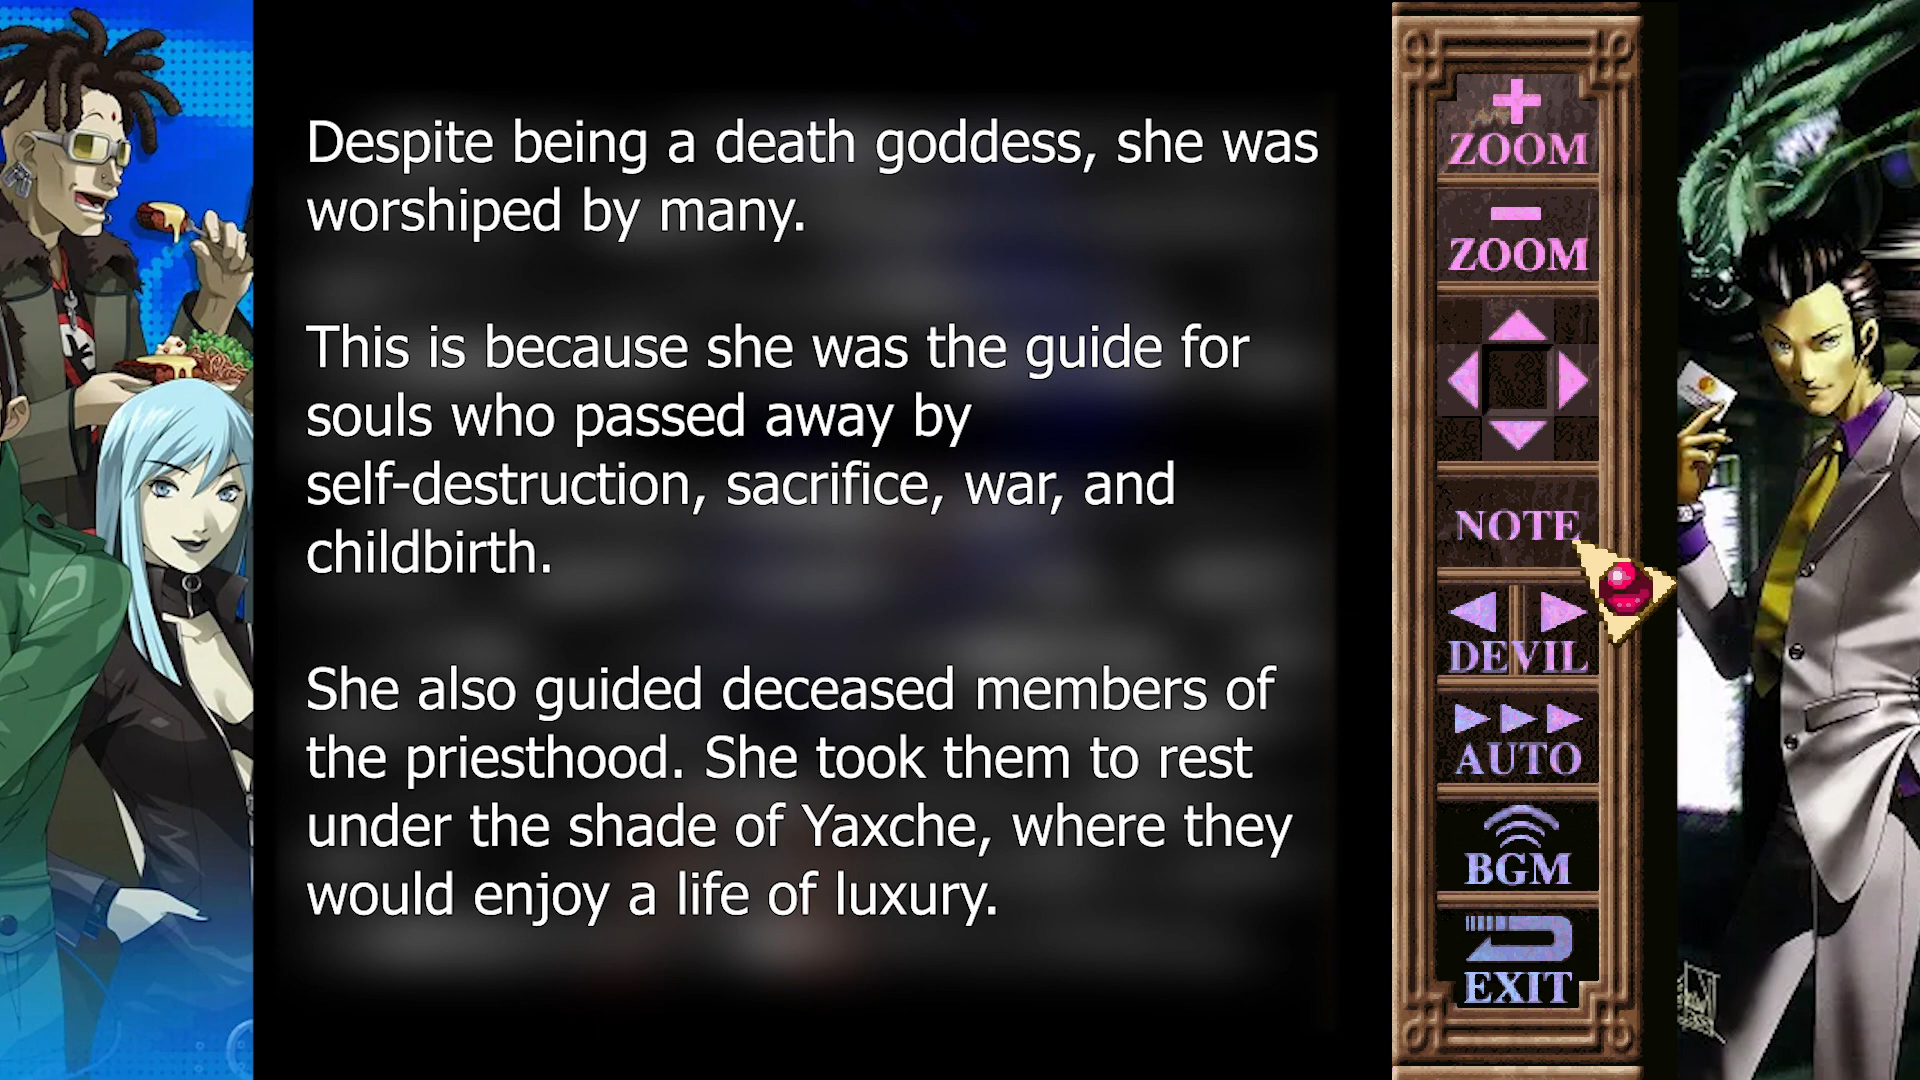 Despite being a death goddess, she was
worshiped by many.
This is because she was the guide for
souls who passed away by
self-destruction, sacrifice, war, and
childbirth.
She also guided deceased members of
the priesthood. She took them to rest
under the shade of Yaxche, where they
would enjoy a life of luxury.
ZOOM
ZOOM
NOTE
DEVIL
AUTO
BGM
EXIT